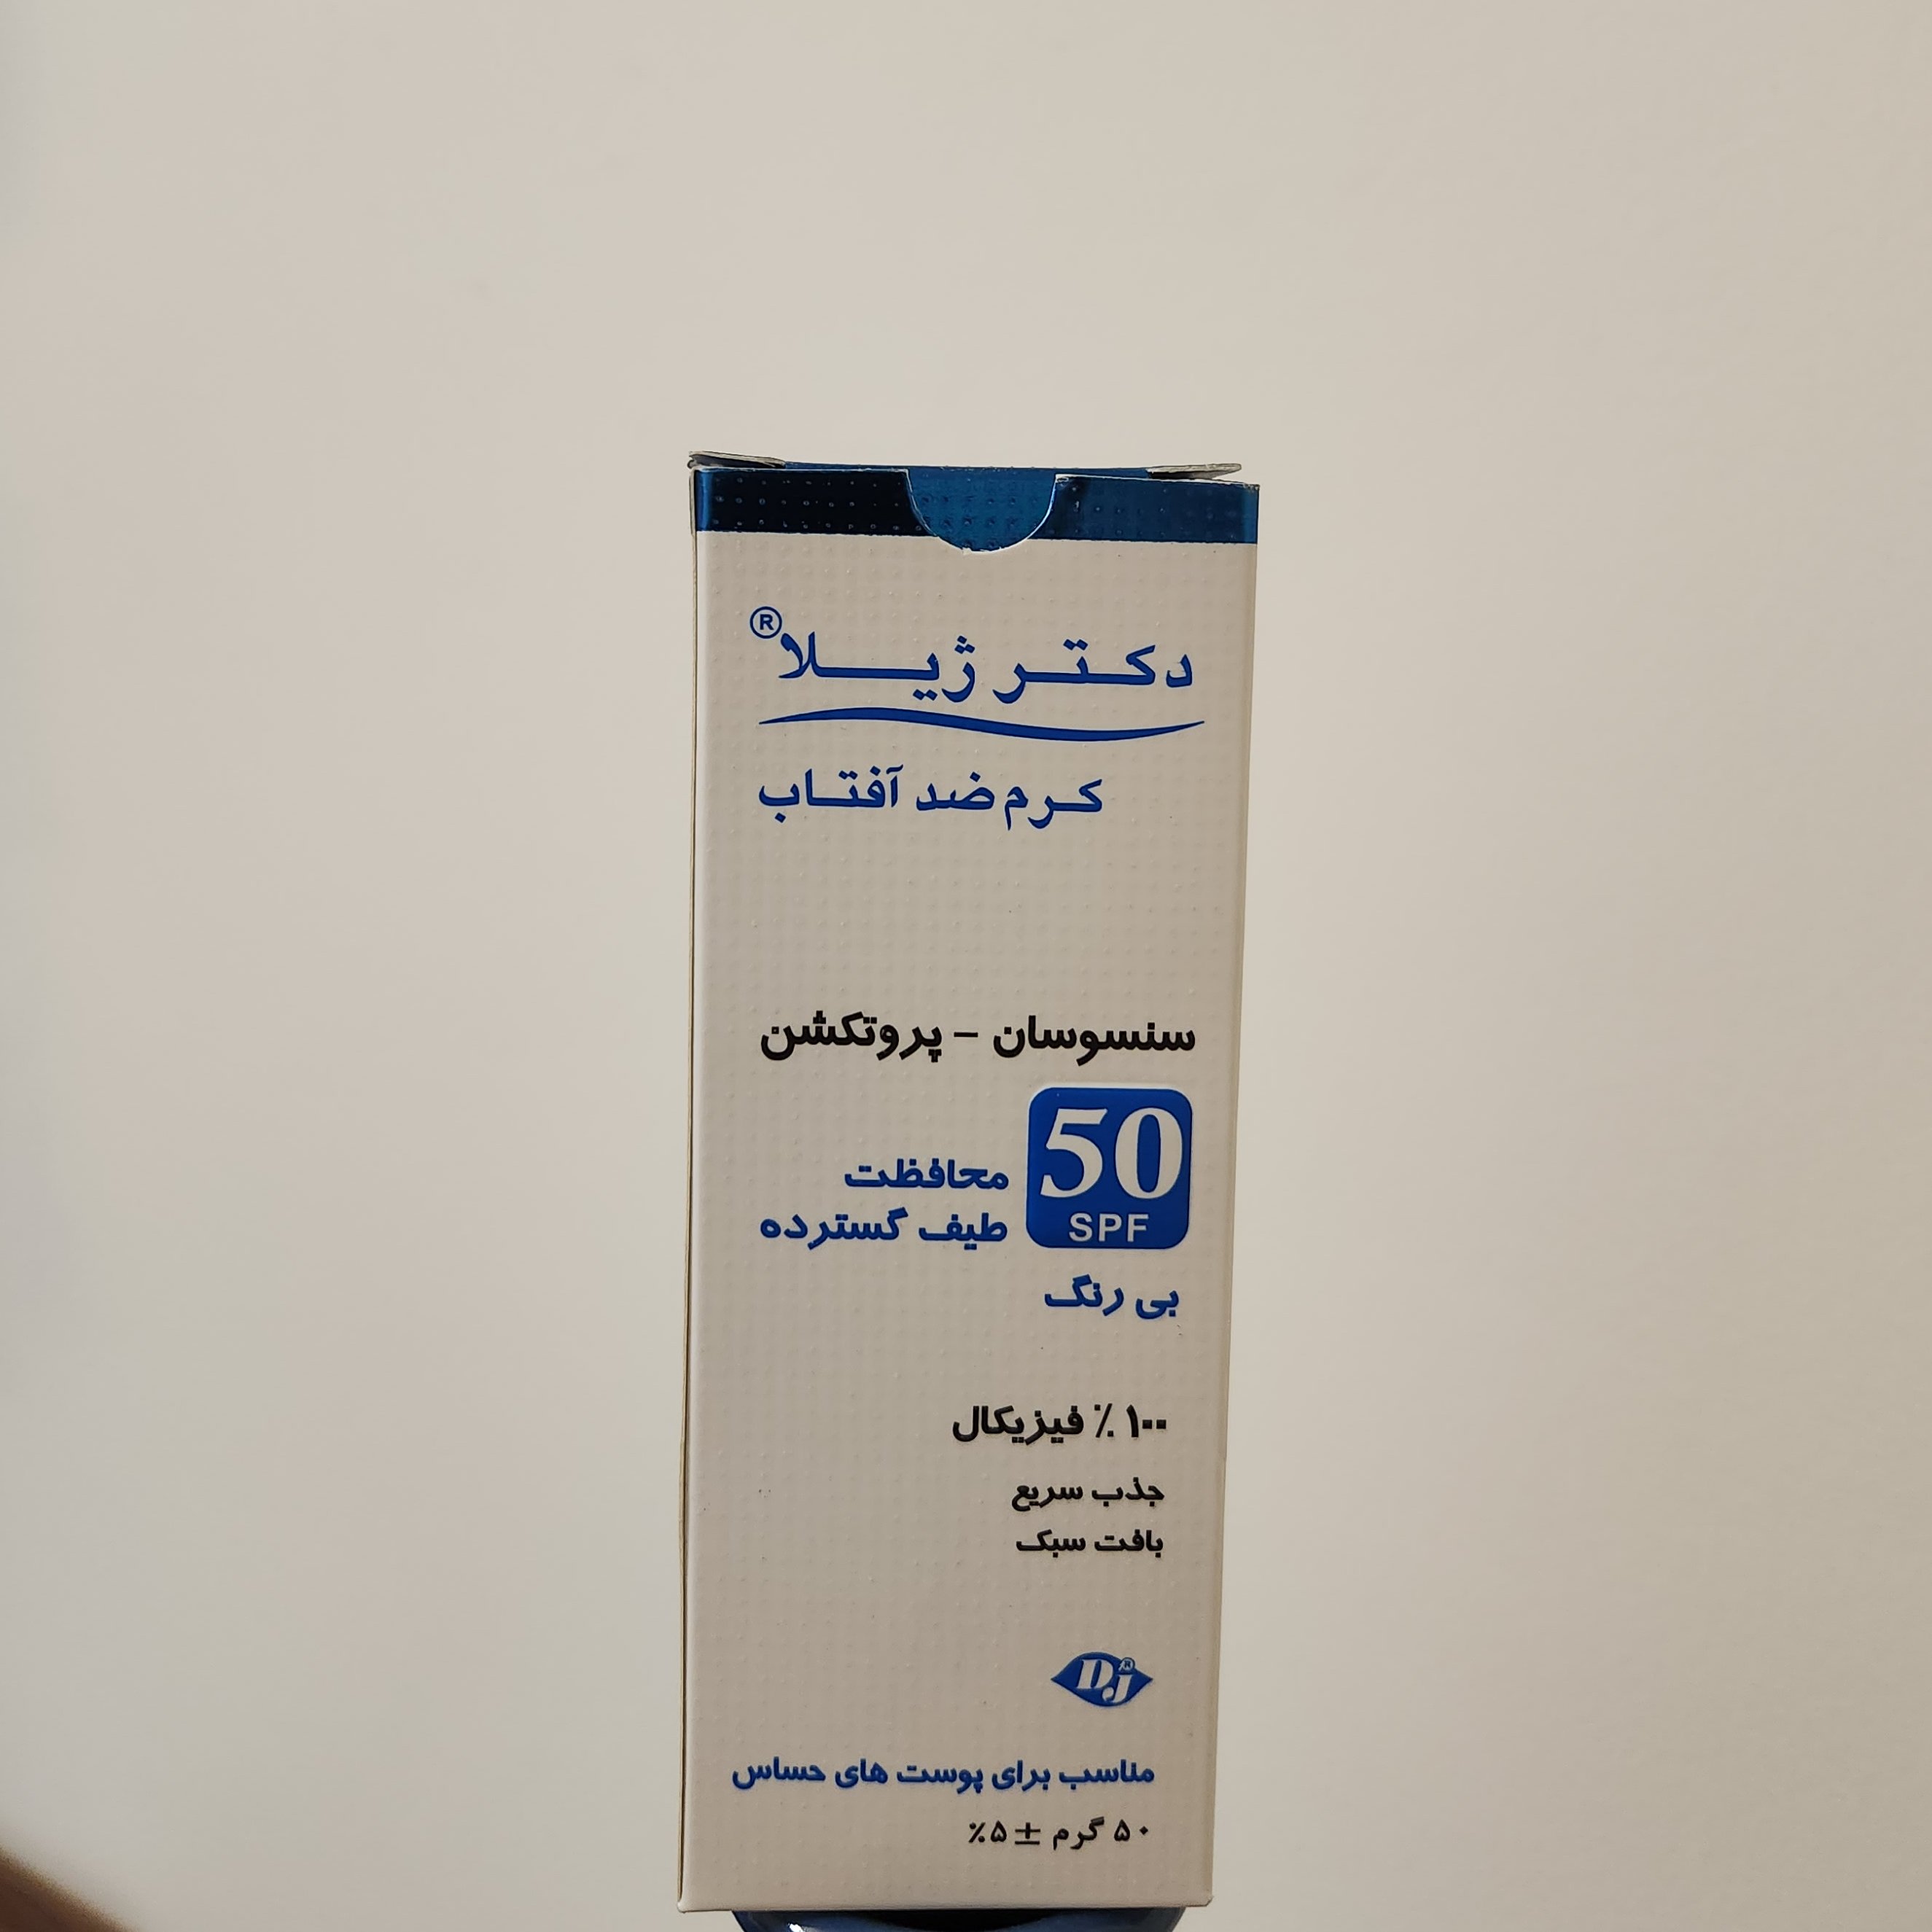 دکتر ژیلا®
کرم ضد آفتاب
سنسوسان – پروتکشن
50
SPF
محافظت
طیف گسترده
بی رنگ
۱۰۰ ٪ فیزیکال
جذب سریع
بافت سبک
Dj®
مناسب برای پوست های حساس
۵۰ گرم ± ۵٪